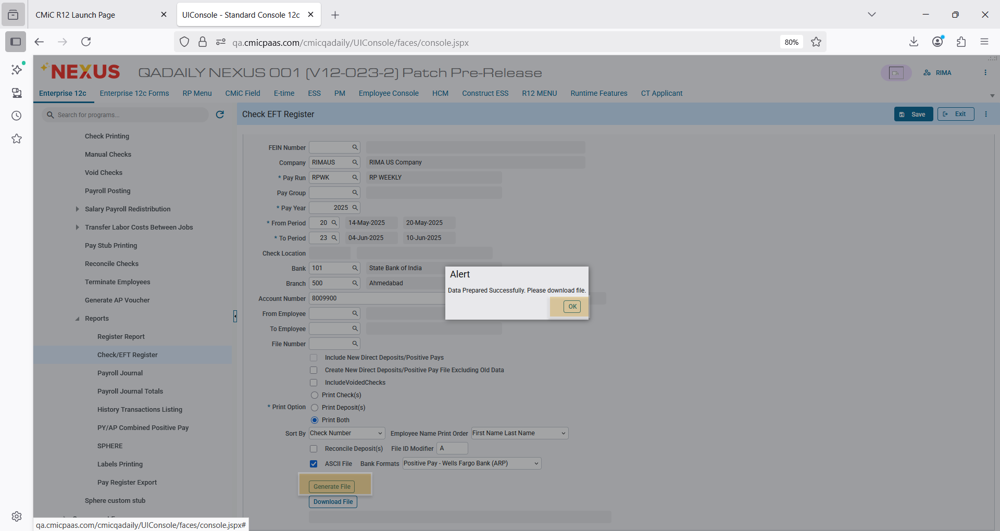 CMiC R12 Launch Page
UIConsole - Standard Console 12c
qa.cmicpaas.com/cmicqadaily/UIConsole/faces/console.jspx
80%
NEXUS
QADAILY NEXUS 001 (V12-023-2) Patch Pre-Release
RIMA
Enterprise 12c
Enterprise 12c Forms
RP Menu
CMiC Field
E-time
ESS
PM
Employee Console
HCM
Construct ESS
R12 MENU
Runtime Features
CT Applicant
Search for programs...
Check EFT Register
Save
Exit
Check Printing
Manual Checks
Void Checks
Payroll Posting
Salary Payroll Redistribution
Transfer Labor Costs Between Jobs
Pay Stub Printing
Reconcile Checks
Terminate Employees
Generate AP Voucher
Reports
Register Report
Check/EFT Register
Payroll Journal
Payroll Journal Totals
History Transactions Listing
PY/AP Combined Positive Pay
SPHERE
Labels Printing
Pay Register Export
Sphere custom stub
FEIN Number
Company RIMAUS RIMA US Company
* Pay Run RPWK RP WEEKLY
Pay Group
* Pay Year 2025
* From Period 20 14-May-2025 20-May-2025
* To Period 23 04-Jun-2025 10-Jun-2025
Check Location
Bank 101 State Bank of India
Branch 500 Ahmedabad
Account Number 8009900
From Employee
To Employee
File Number
Include New Direct Deposits/Positive Pays
Create New Direct Deposits/Positive Pay File Excluding Old Data
IncludeVoidedChecks
Print Check(s)
* Print Option Print Deposit(s)
Print Both
Sort By Check Number Employee Name Print Order First Name Last Name
Reconcile Deposit(s) File ID Modifier A
ASCII File Bank Formats Positive Pay - Wells Fargo Bank (ARP)
Generate File
Download File
Alert
Data Prepared Successfully. Please download file.
OK
qa.cmicpaas.com/cmicqadaily/UIConsole/faces/console.jspx#